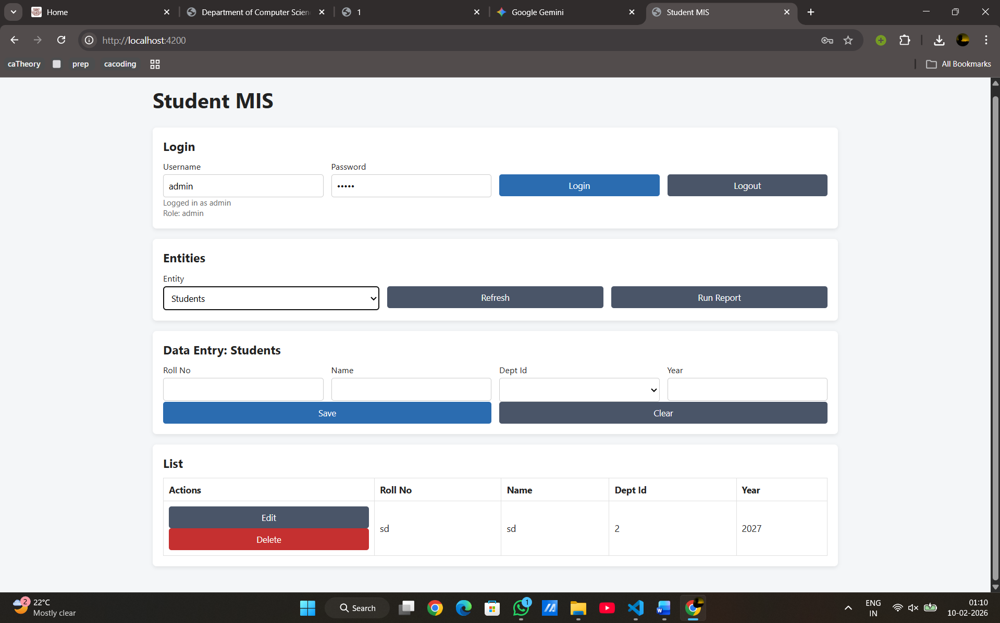 Home
Department of Computer Scien
1
Google Gemini
Student MIS
http://localhost:4200
caTheory prep cacoding
All Bookmarks
Student MIS
Login
Username Password
admin ••••• Login Logout
Logged in as admin
Role: admin
Entities
Entity
Students Refresh Run Report
Data Entry: Students
Roll No Name Dept Id Year
Save Clear
List
Actions Roll No Name Dept Id Year
Edit
sd sd 2 2027
Delete
2
22°C
Mostly clear
Search
1
ENG
IN
01:10
10-02-2026